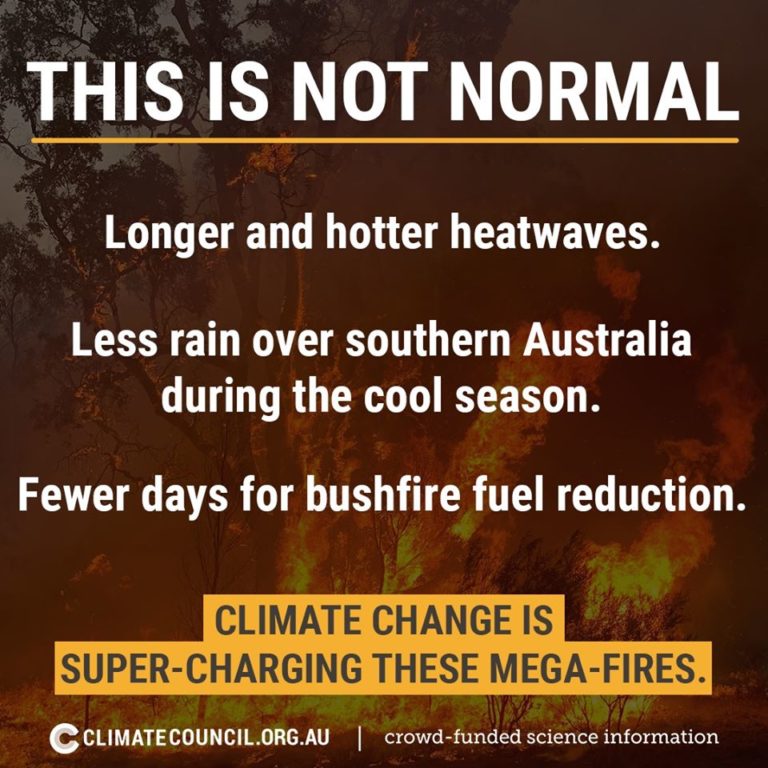 THIS IS NOT NORMAL
Longer and hotter heatwaves.
Less rain over southern Australia
during the cool season.
Fewer days for bushfire fuel reduction.
CLIMATE CHANGE IS
SUPER-CHARGING THESE MEGA-FIRES.
CLIMATECOUNCIL.ORG.AU | crowd-funded science information